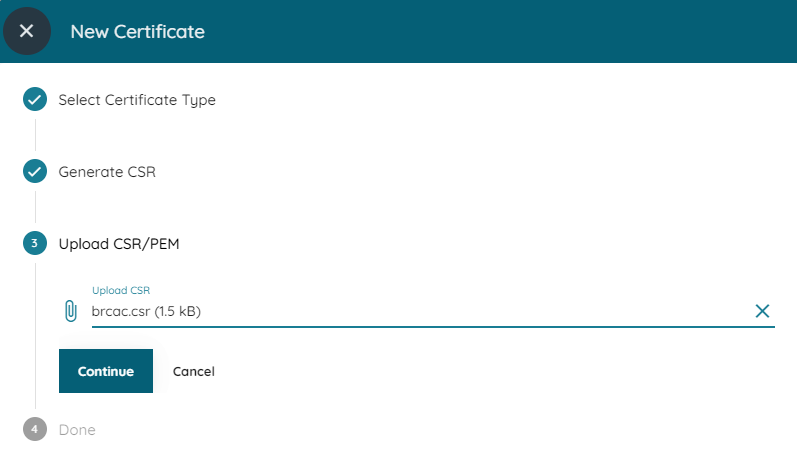 New Certificate
Select Certificate Type
Generate CSR
3 Upload CSR/PEM
Upload CSR
brcac.csr (1.5 kB)
Continue Cancel
4 Done